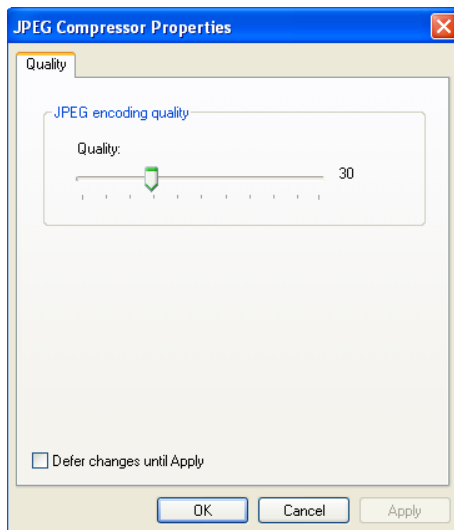 JPEG Compressor Properties
Quality
JPEG encoding quality
Quality:
30
Defer changes until Apply
OK Cancel Apply